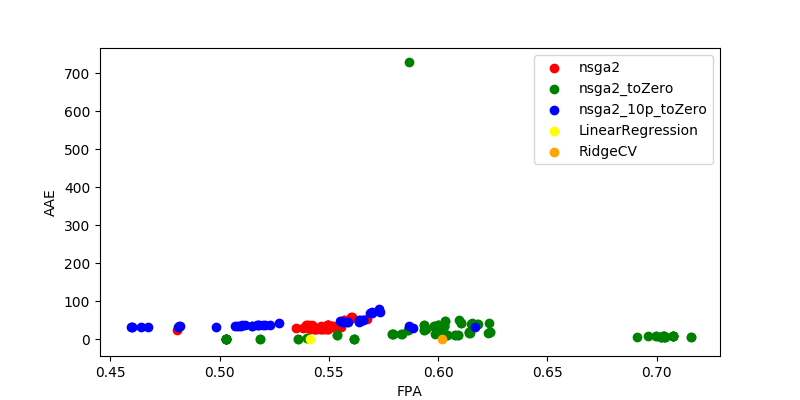 700
600
500
400
300
200
100
0
AAE
nsga2
nsga2_toZero
nsga2_10p_toZero
LinearRegression
RidgeCV
0.45 0.50 0.55 0.60 0.65 0.70
FPA